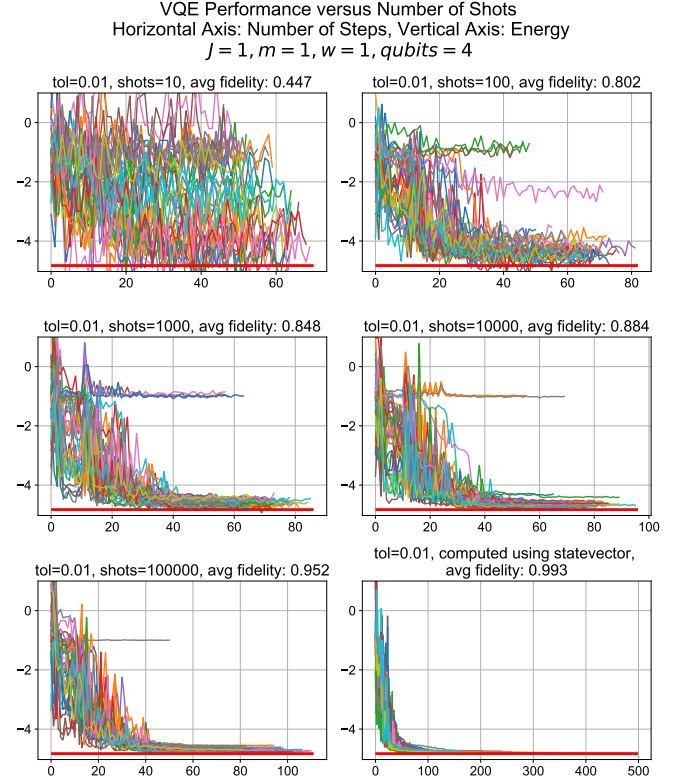 VQE Performance versus Number of Shots
Horizontal Axis: Number of Steps, Vertical Axis: Energy
J = 1, m = 1, w = 1, qubits = 4
tol=0.01, shots=10, avg fidelity: 0.447
tol=0.01, shots=100, avg fidelity: 0.802
0
−2
−4
0 20 40 60
0
−2
−4
0 20 40 60 80
tol=0.01, shots=1000, avg fidelity: 0.848
tol=0.01, shots=10000, avg fidelity: 0.884
0
−2
−4
0 20 40 60 80
0
−2
−4
0 20 40 60 80 100
tol=0.01, shots=100000, avg fidelity: 0.952
tol=0.01, computed using statevector,
avg fidelity: 0.993
0
−2
−4
0 20 40 60 80 100
0
−2
−4
0 100 200 300 400 500